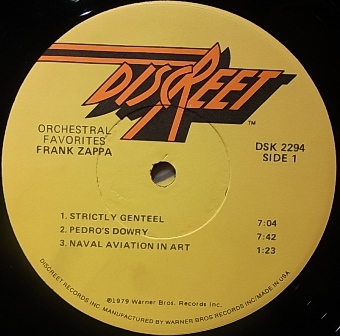 DISCREET
TM
ORCHESTRAL
FAVORITES
FRANK ZAPPA
DSK 2294
SIDE 1
1. STRICTLY GENTEEL 7:04
2. PEDRO'S DOWRY 7:42
3. NAVAL AVIATION IN ART 1:23
©1979 Warner Bros. Records Inc.
DISCREET RECORDS INC. MANUFACTURED BY WARNER BROS RECORDS INC/MADE IN USA